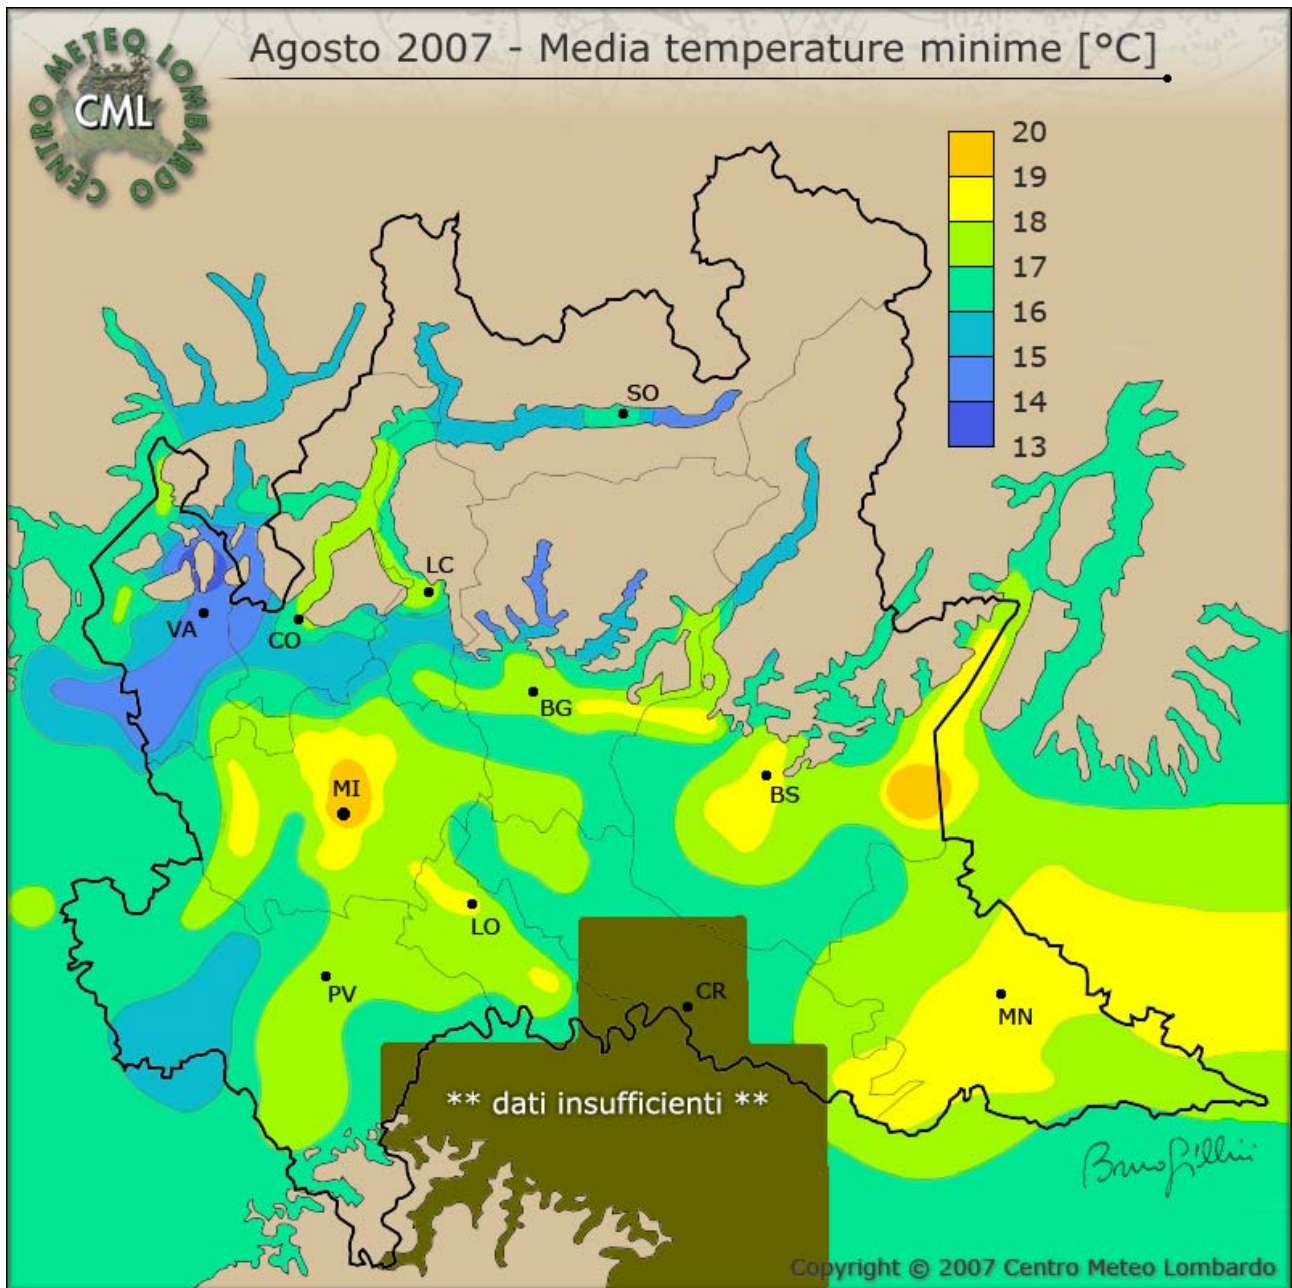 CENTRO METEO LOMBARDO
CML
Agosto 2007 - Media temperature minime [°C]
20
19
18
17
16
15
14
13
SO
LC
VA
CO
BG
MI
BS
LO
PV
CR
MN
** dati insufficienti **
Copyright © 2007 Centro Meteo Lombardo